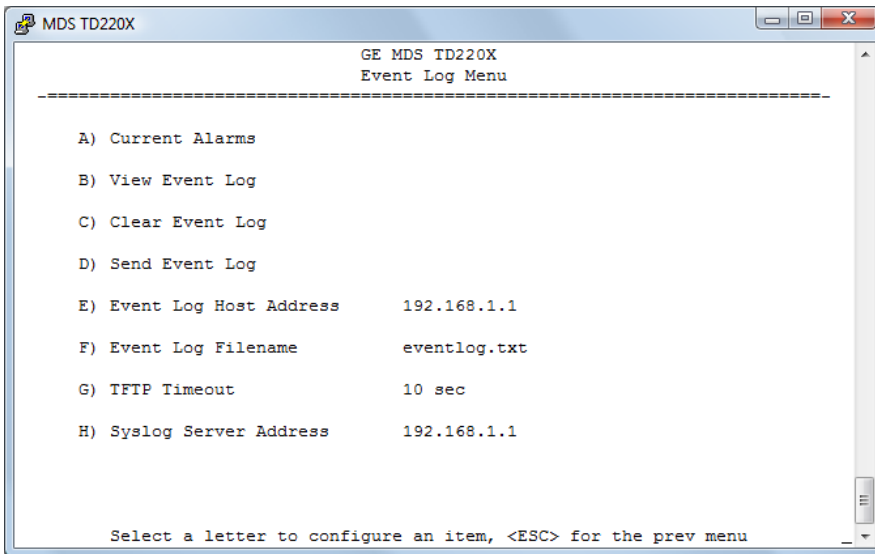 MDS TD220X
GE MDS TD220X
Event Log Menu
_==========================================================================_
A) Current Alarms
B) View Event Log
C) Clear Event Log
D) Send Event Log
E) Event Log Host Address 192.168.1.1
F) Event Log Filename eventlog.txt
G) TFTP Timeout 10 sec
H) Syslog Server Address 192.168.1.1
Select a letter to configure an item, <ESC> for the prev menu _